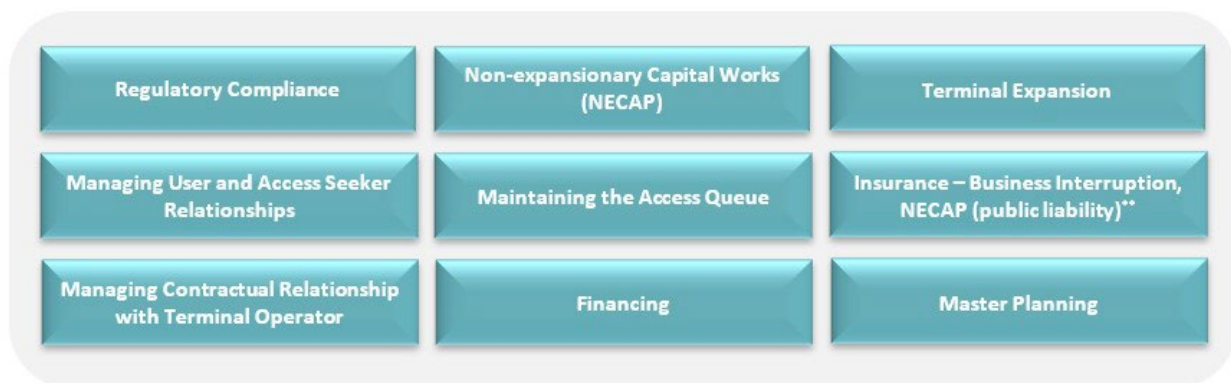 Regulatory Compliance
Non-expansionary Capital Works
(NECAP)
Terminal Expansion
Managing User and Access Seeker
Relationships
Maintaining the Access Queue
Insurance – Business Interruption,
NECAP (public liability)**
Managing Contractual Relationship
with Terminal Operator
Financing
Master Planning